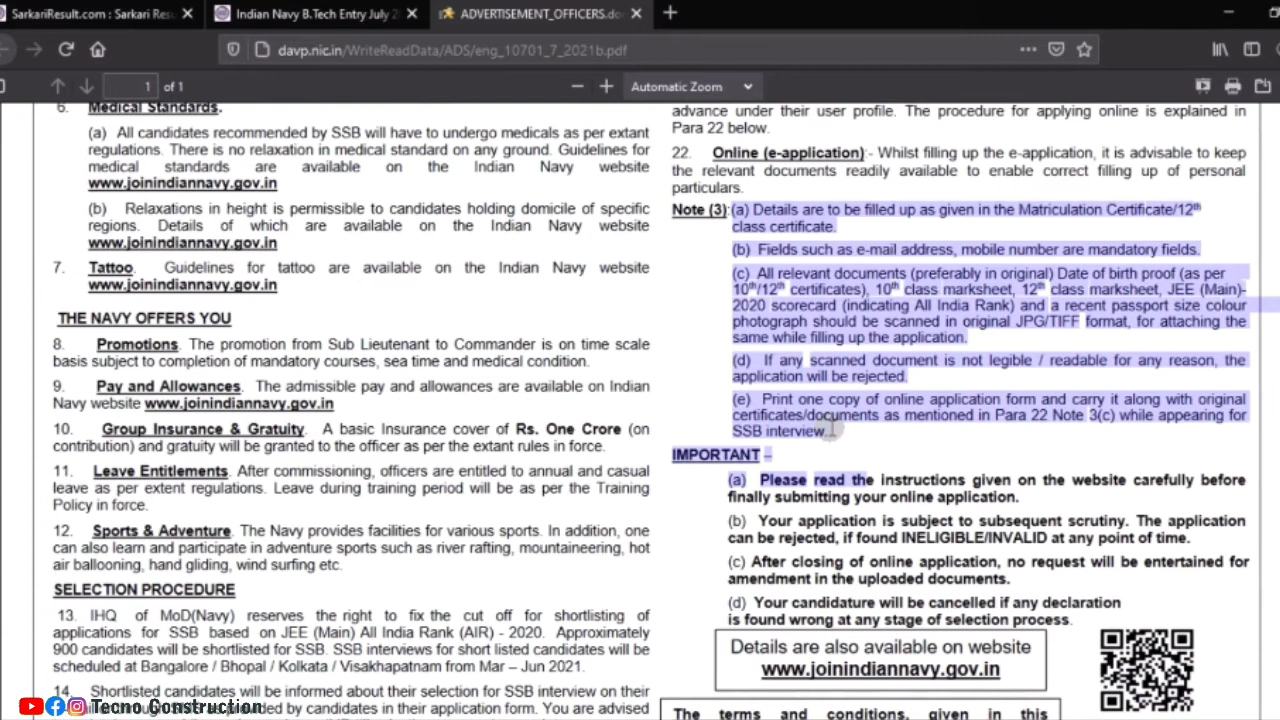 SarkariResult.com : Sarkari Res
Indian Navy B.Tech Entry July 2
ADVERTISEMENT_OFFICERS.do
davp.nic.in/WriteReadData/ADS/eng_10701_7_2021b.pdf
1 of 1
Automatic Zoom
6. Medical Standards.
(a) All candidates recommended by SSB will have to undergo medicals as per extant
regulations. There is no relaxation in medical standard on any ground. Guidelines for
medical standards are available on the Indian Navy website
www.joinindiannavy.gov.in
(b) Relaxations in height is permissible to candidates holding domicile of specific
regions. Details of which are available on the Indian Navy website
www.joinindiannavy.gov.in
7. Tattoo. Guidelines for tattoo are available on the Indian Navy website
www.joinindiannavy.gov.in
THE NAVY OFFERS YOU
8. Promotions. The promotion from Sub Lieutenant to Commander is on time scale
basis subject to completion of mandatory courses, sea time and medical condition.
9. Pay and Allowances. The admissible pay and allowances are available on Indian
Navy website www.joinindiannavy.gov.in
10. Group Insurance & Gratuity. A basic Insurance cover of Rs. One Crore (on
contribution) and gratuity will be granted to the officer as per the extant rules in force.
11. Leave Entitlements. After commissioning, officers are entitled to annual and casual
leave as per extant regulations. Leave during training period will be as per the Training
Policy in force.
12. Sports & Adventure. The Navy provides facilities for various sports. In addition, one
can also learn and participate in adventure sports such as river rafting, mountaineering, hot
air ballooning, hand gliding, wind surfing etc.
SELECTION PROCEDURE
13. IHQ of MoD(Navy) reserves the right to fix the cut off for shortlisting of
applications for SSB based on JEE (Main) All India Rank (AIR) - 2020. Approximately
900 candidates will be shortlisted for SSB. SSB interviews for short listed candidates will be
scheduled at Bangalore / Bhopal / Kolkata / Visakhapatnam from Mar – Jun 2021.
14. Shortlisted candidates will be informed about their selection for SSB interview on their
provided by candidates in their application form. You are advised
advance under their user profile. The procedure for applying online is explained in
Para 22 below.
22. Online (e-application):- Whilst filling up the e-application, it is advisable to keep
the relevant documents readily available to enable correct filling up of personal
particulars.
Note (3):(a) Details are to be filled up as given in the Matriculation Certificate/12th
class certificate.
(b) Fields such as e-mail address, mobile number are mandatory fields.
(c) All relevant documents (preferably in original) Date of birth proof (as per
10th/12th certificates), 10th class marksheet, 12th class marksheet, JEE (Main)-
2020 scorecard (indicating All India Rank) and a recent passport size colour
photograph should be scanned in original JPG/TIFF format, for attaching the
same while filling up the application.
(d) If any scanned document is not legible / readable for any reason, the
application will be rejected.
(e) Print one copy of online application form and carry it along with original
certificates/documents as mentioned in Para 22 Note 3(c) while appearing for
SSB interview.
IMPORTANT –
(a) Please read the instructions given on the website carefully before
finally submitting your online application.
(b) Your application is subject to subsequent scrutiny. The application
can be rejected, if found INELIGIBLE/INVALID at any point of time.
(c) After closing of online application, no request will be entertained for
amendment in the uploaded documents.
(d) Your candidature will be cancelled if any declaration
is found wrong at any stage of selection process.
Details are also available on website
www.joinindiannavy.gov.in
The terms and conditions, given in this
Tecno Construction